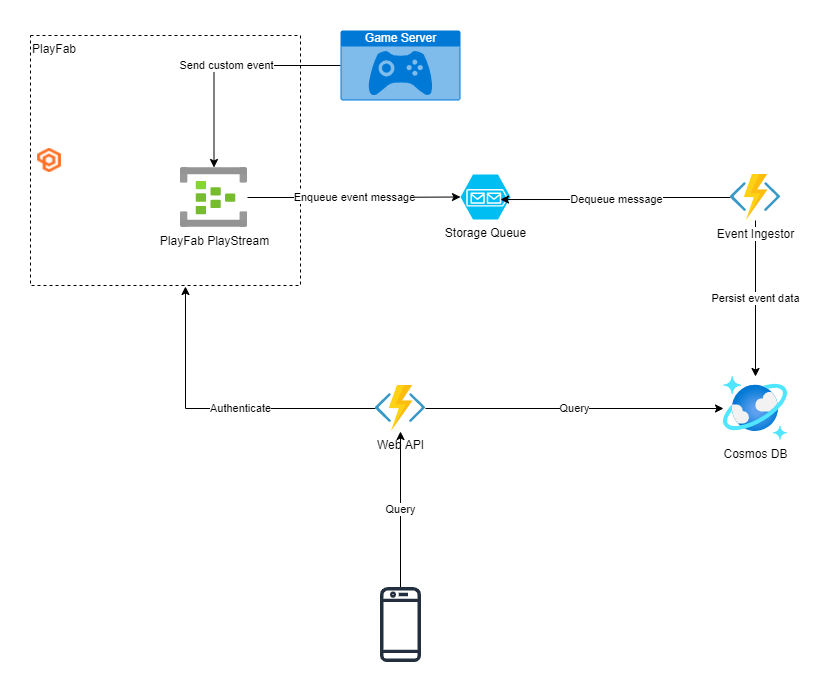 Game Server
PlayFab
Send custom event
Enqueue event message
Dequeue message
Storage Queue
Event Ingestor
PlayFab PlayStream
Persist event data
Authenticate
Query
Web API
Cosmos DB
Query